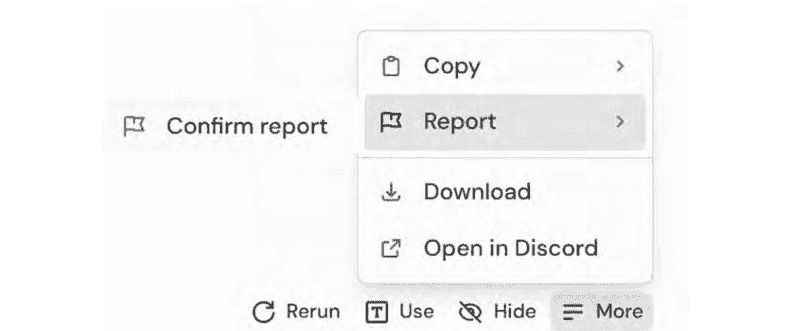 Copy
Confirm report
Report
Download
Open in Discord
Rerun
Use
Hide
More